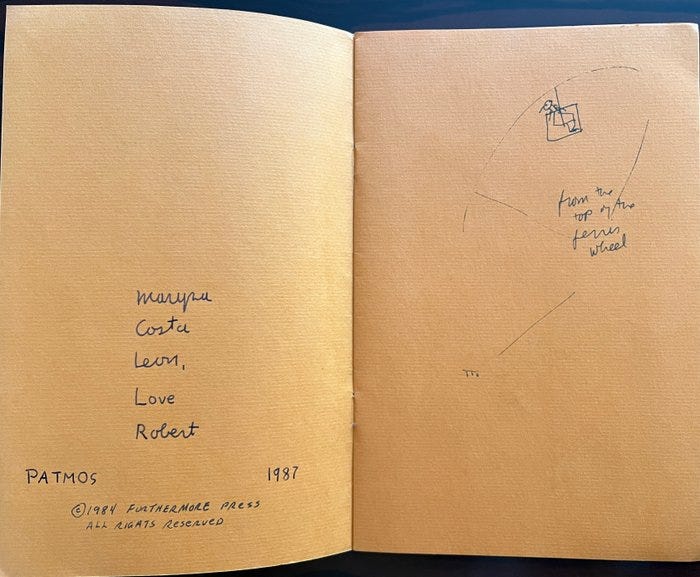 Maryna
Costa
Leon,
Love
Robert
PATMOS 1987
©1984 FURTHERMORE PRESS
ALL RIGHTS RESERVED
from the
top of the
ferris
wheel